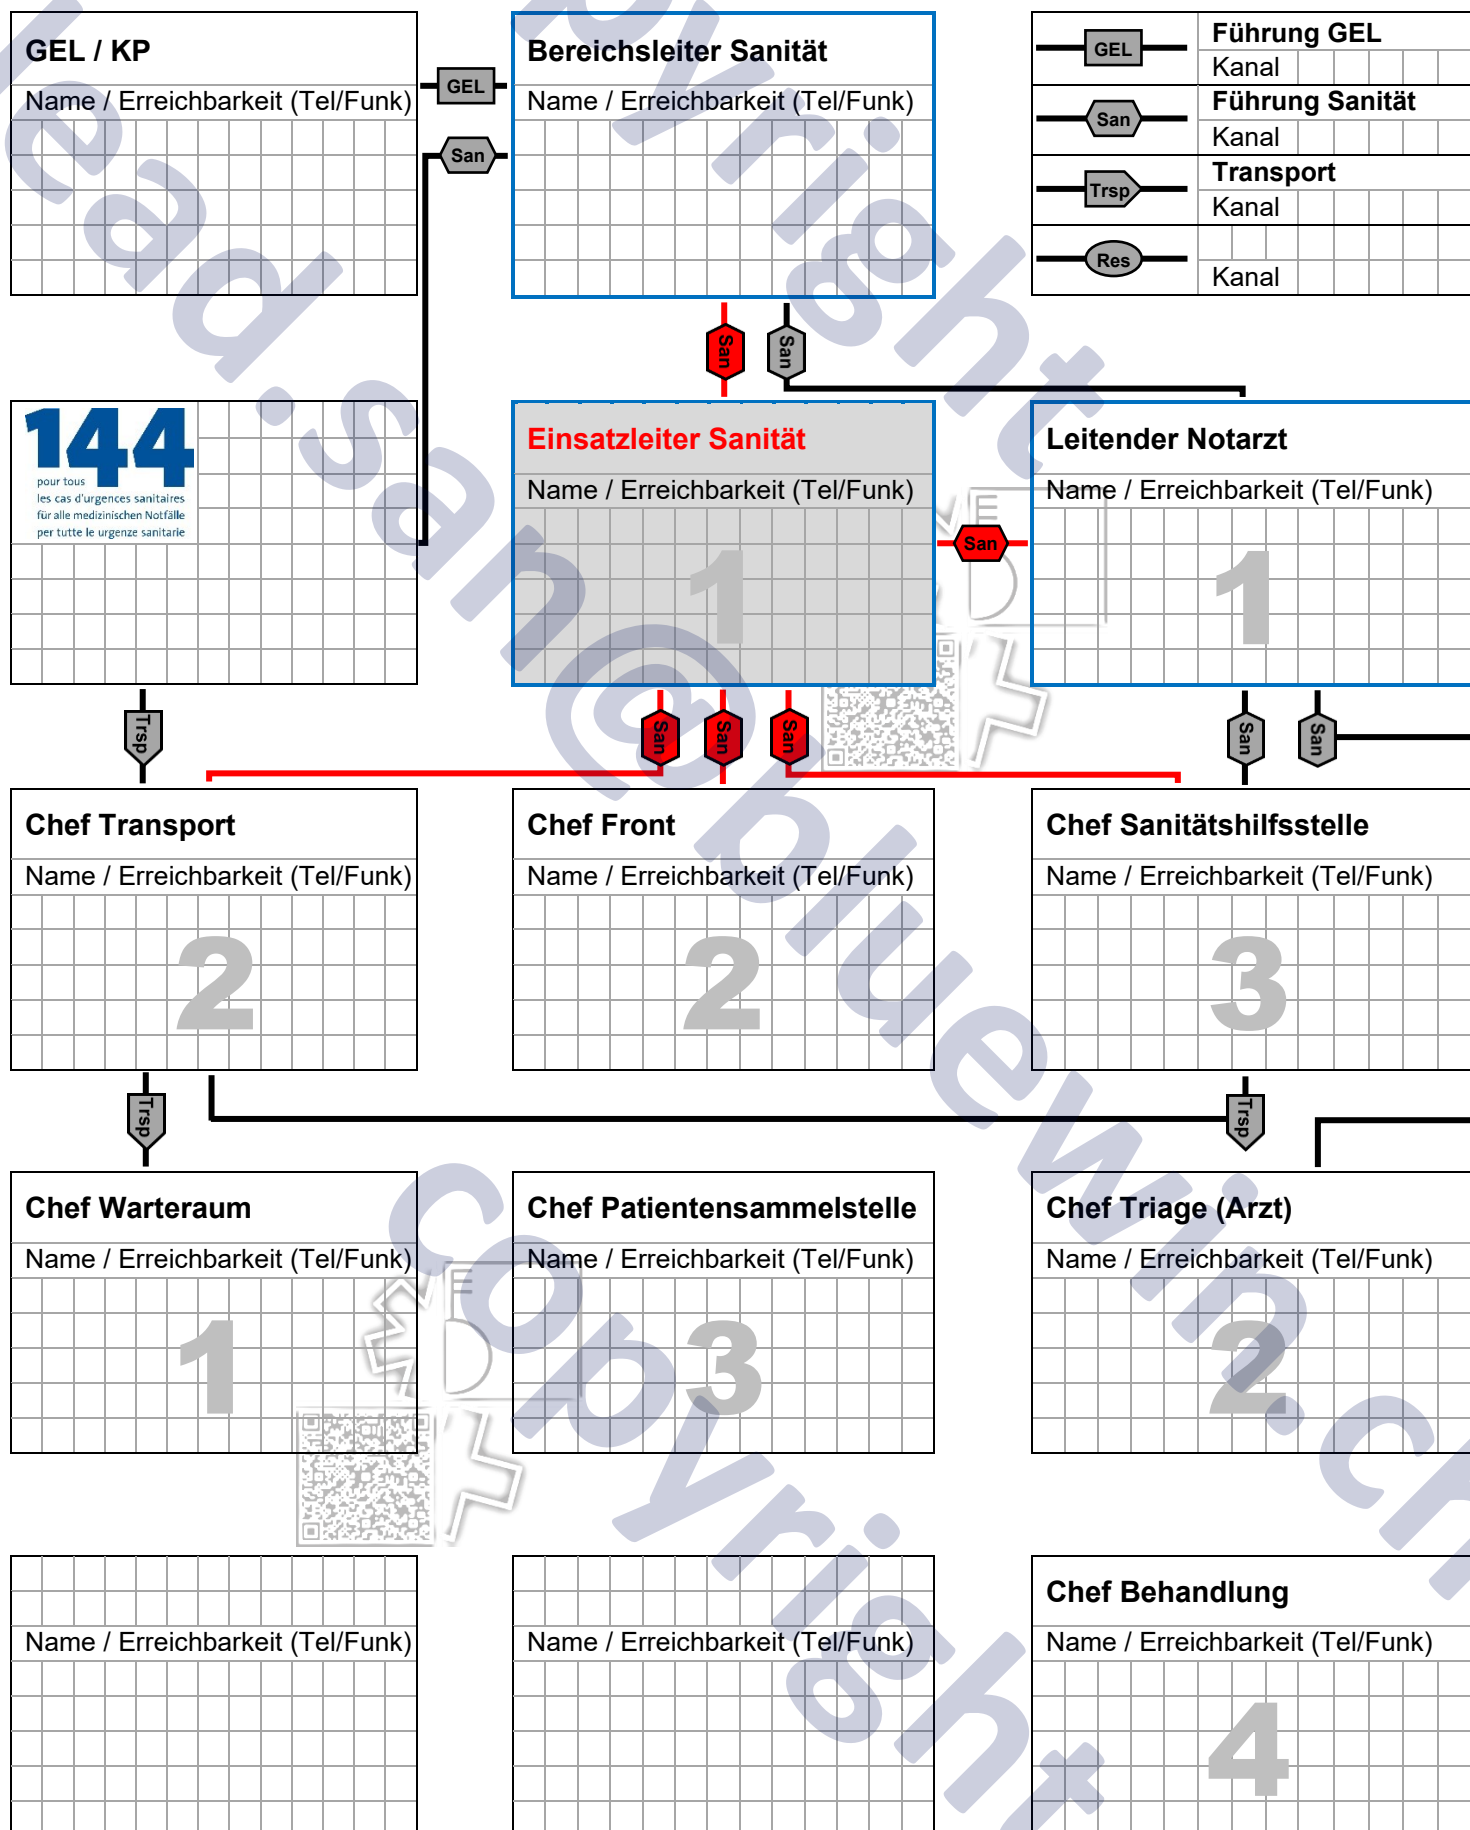 GEL / KP
Name / Erreichbarkeit (Tel/Funk)
GEL
San
Bereichsleiter Sanität
Name / Erreichbarkeit (Tel/Funk)
GEL
Führung GEL
Kanal
San
Führung Sanität
Kanal
Trsp
Transport
Kanal
Res
Kanal
San
San
144
pour tous
les cas d'urgences sanitaires
für alle medizinischen Notfälle
per tutte le urgenze sanitarie
Einsatzleiter Sanität
Name / Erreichbarkeit (Tel/Funk)
1
San
Leitender Notarzt
Name / Erreichbarkeit (Tel/Funk)
1
Trsp
San
San
San
San
San
Chef Transport
Name / Erreichbarkeit (Tel/Funk)
2
Chef Front
Name / Erreichbarkeit (Tel/Funk)
2
Chef Sanitätshilfsstelle
Name / Erreichbarkeit (Tel/Funk)
3
Trsp
Trsp
Chef Warteraum
Name / Erreichbarkeit (Tel/Funk)
1
Chef Patientensammelstelle
Name / Erreichbarkeit (Tel/Funk)
3
Chef Triage (Arzt)
Name / Erreichbarkeit (Tel/Funk)
2
Name / Erreichbarkeit (Tel/Funk)
Name / Erreichbarkeit (Tel/Funk)
Chef Behandlung
Name / Erreichbarkeit (Tel/Funk)
4
lead.san@bluewin.ch
copyright